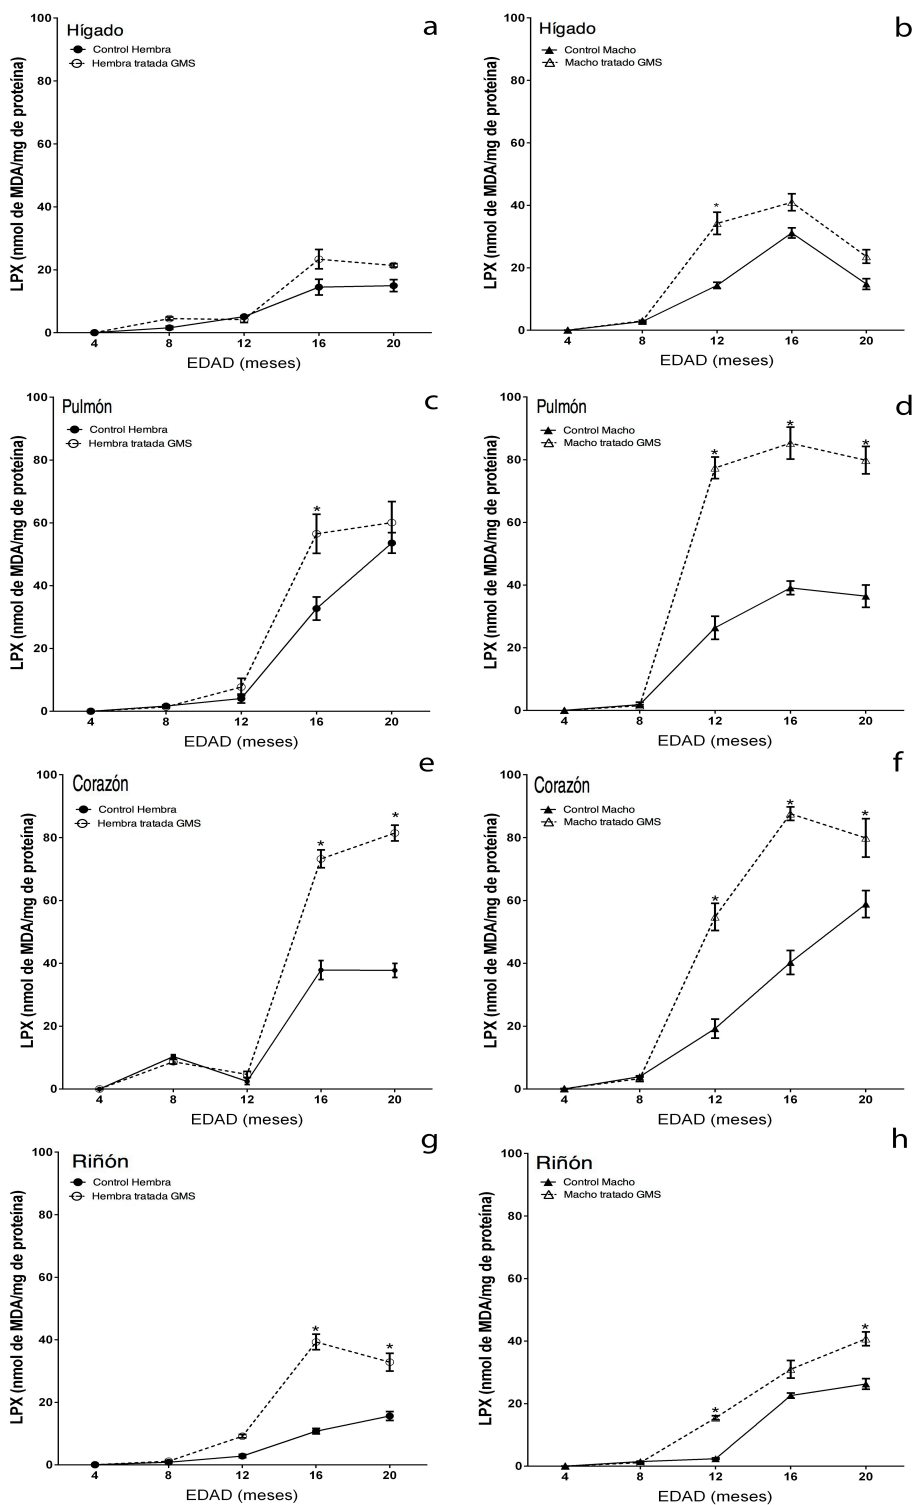 Hígado
a
Control Hembra
Hembra tratada GMS
LPX (nmol de MDA/mg de proteína)
100
80
60
40
20
0
4 8 12 16 20
EDAD (meses)
Hígado
b
Control Macho
Macho tratado GMS
LPX (nmol de MDA/mg de proteína)
100
80
60
40
20
0
*
4 8 12 16 20
EDAD (meses)
Pulmón
c
Control Hembra
Hembra tratada GMS
LPX (nmol de MDA/mg de proteína)
100
80
60
40
20
0
*
4 8 12 16 20
EDAD (meses)
Pulmón
d
Control Macho
Macho tratado GMS
LPX (nmol de MDA/mg de proteína)
100
80
60
40
20
0
* * *
4 8 12 16 20
EDAD (meses)
Corazón
e
Control Hembra
Hembra tratada GMS
LPX (nmol de MDA/mg de proteína)
100
80
60
40
20
0
* *
4 8 12 16 20
EDAD (meses)
Corazón
f
Control Macho
Macho tratado GMS
LPX (nmol de MDA/mg de proteína)
100
80
60
40
20
0
* * *
4 8 12 16 20
EDAD (meses)
Riñón
g
Control Hembra
Hembra tratada GMS
LPX (nmol de MDA/mg de proteína)
100
80
60
40
20
0
* *
4 8 12 16 20
EDAD (meses)
Riñón
h
Control Macho
Macho tratado GMS
LPX (nmol de MDA/mg de proteína)
100
80
60
40
20
0
* *
4 8 12 16 20
EDAD (meses)